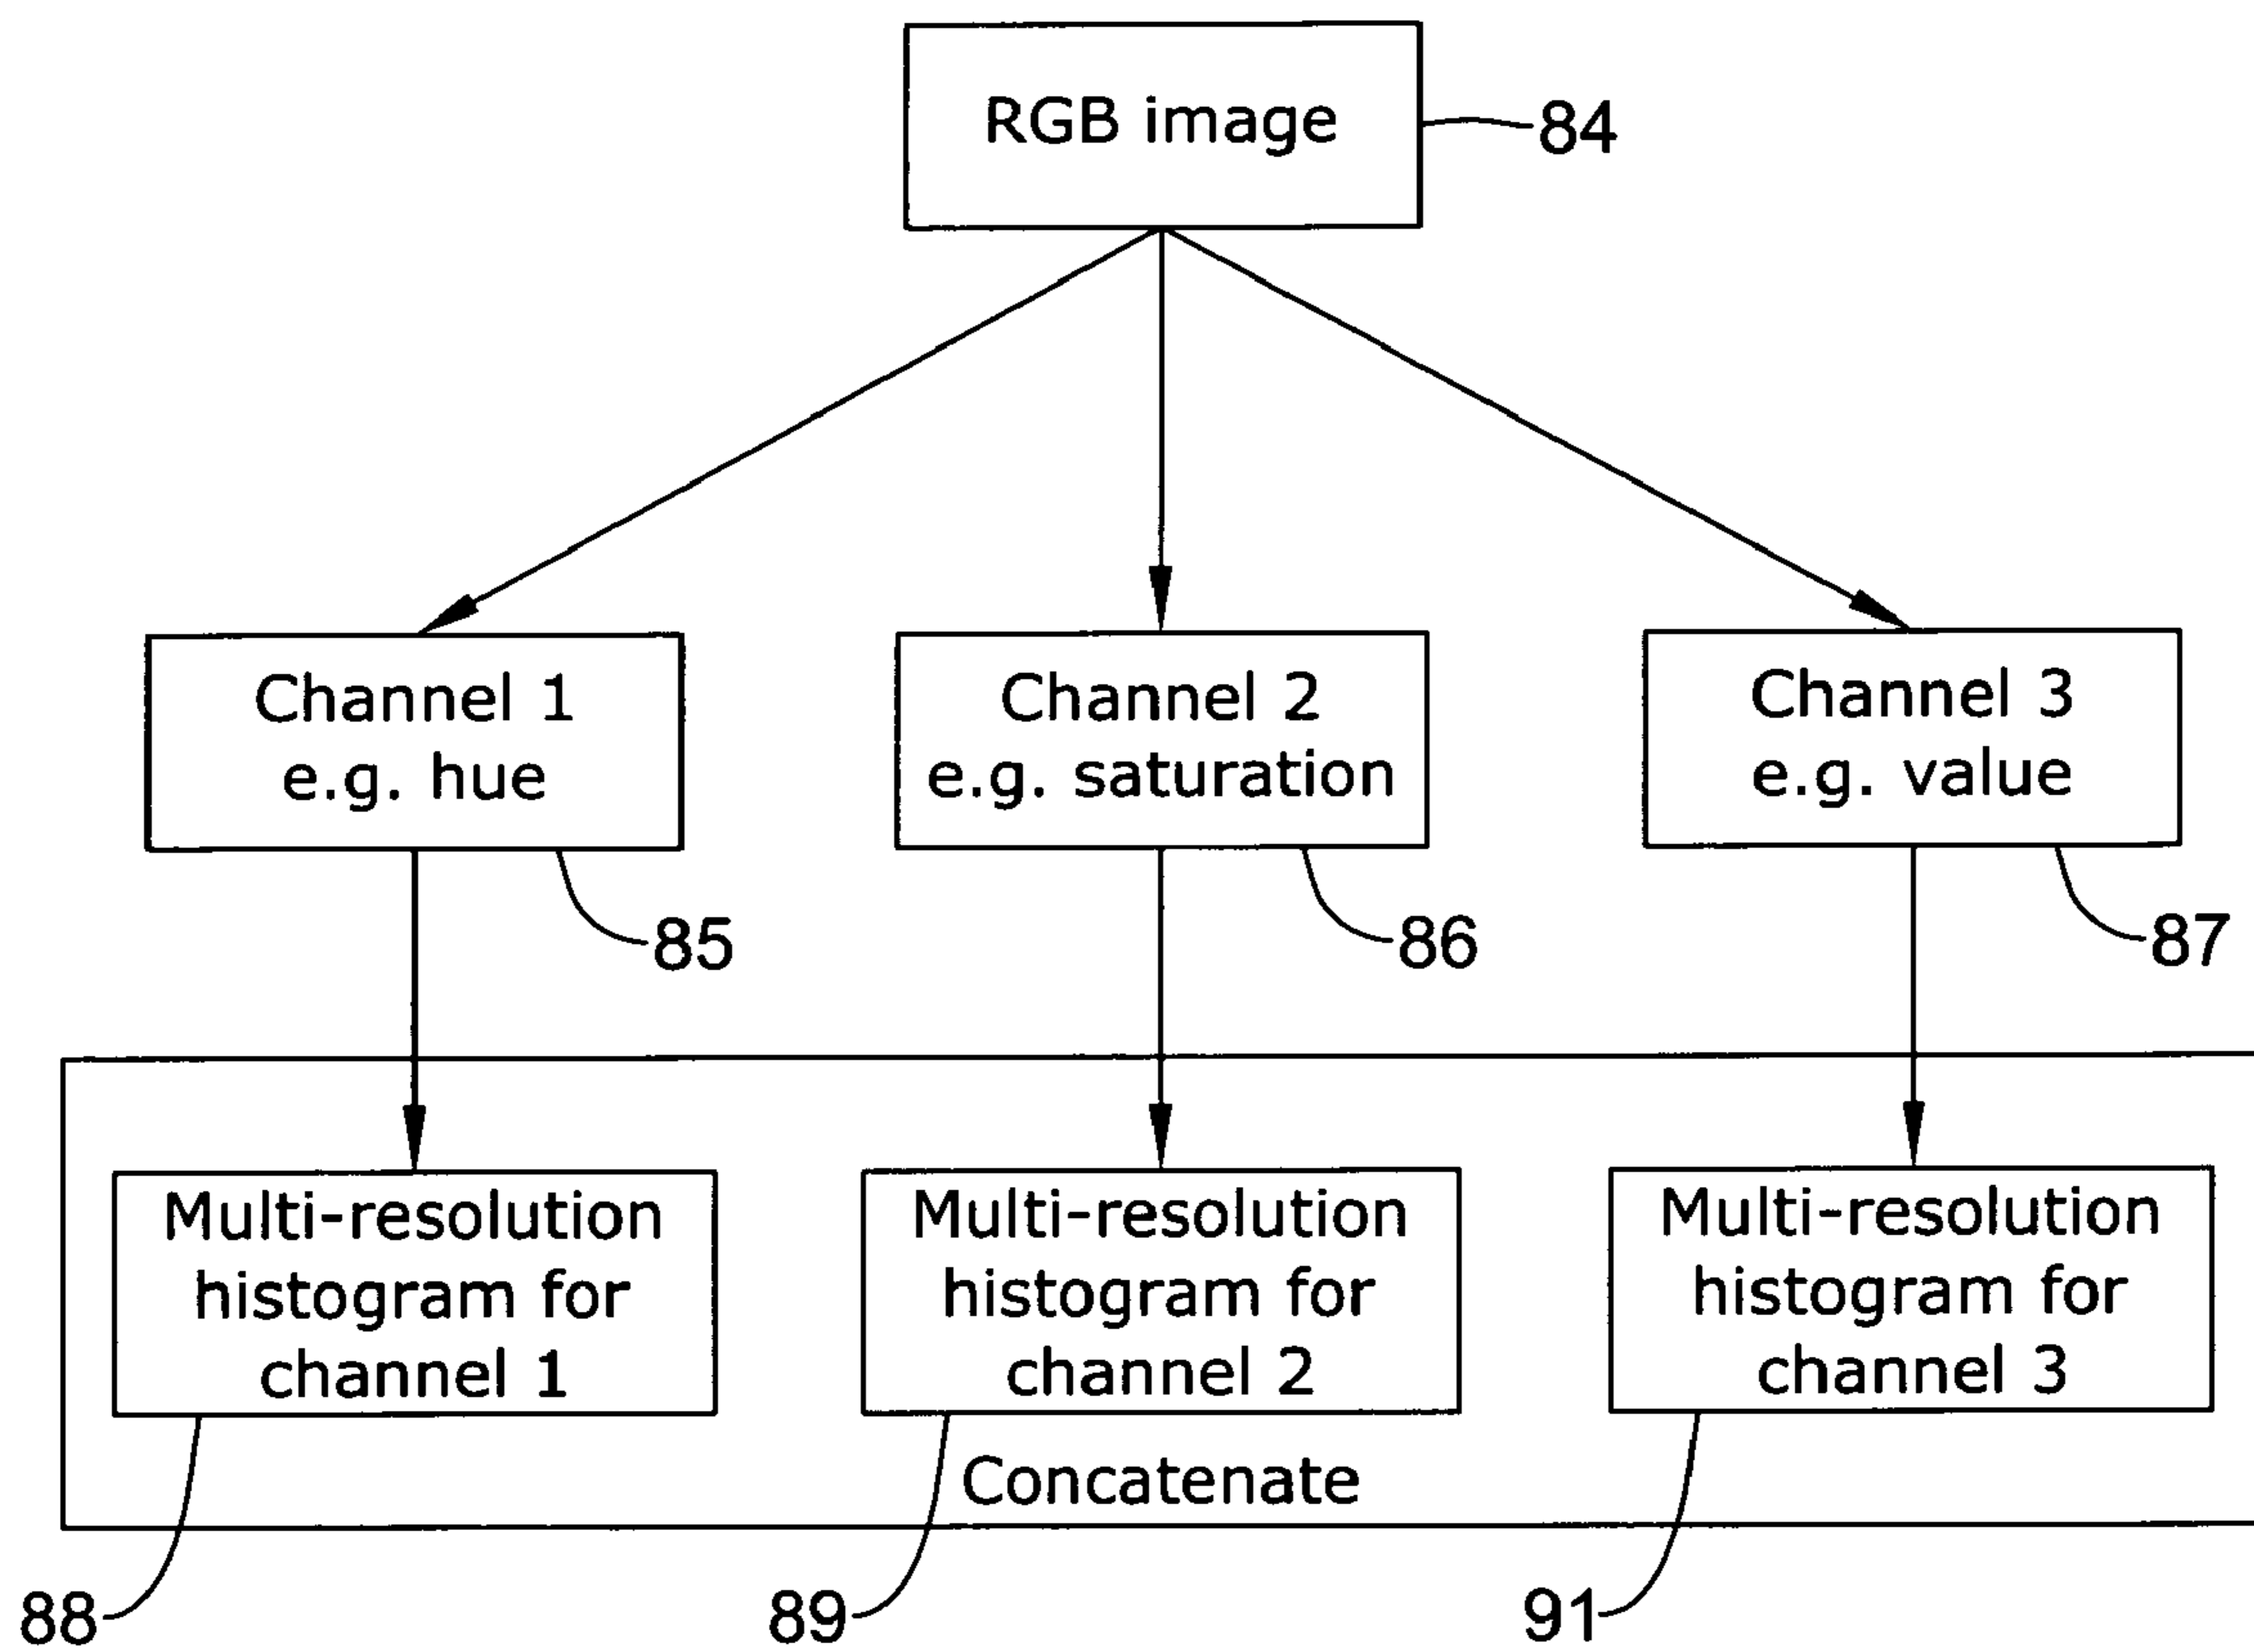 RGB image
84
Channel 1
e.g. hue
Channel 2
e.g. saturation
Channel 3
e.g. value
85
86
87
Multi-resolution
histogram for
channel 1
Multi-resolution
histogram for
channel 2
Multi-resolution
histogram for
channel 3
Concatenate
88
89
91